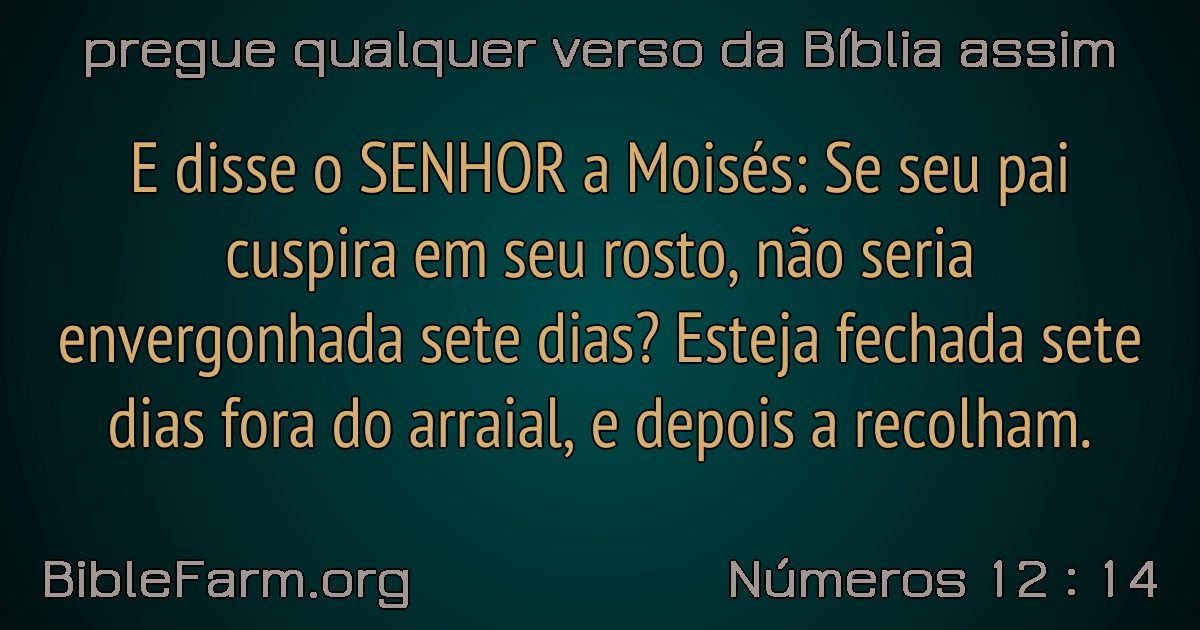 pregue qualquer verso da Bíblia assim
E disse o SENHOR a Moisés: Se seu pai
cuspira em seu rosto, não seria
envergonhada sete dias? Esteja fechada sete
dias fora do arraial, e depois a recolham.
BibleFarm.org
Números 12 : 14